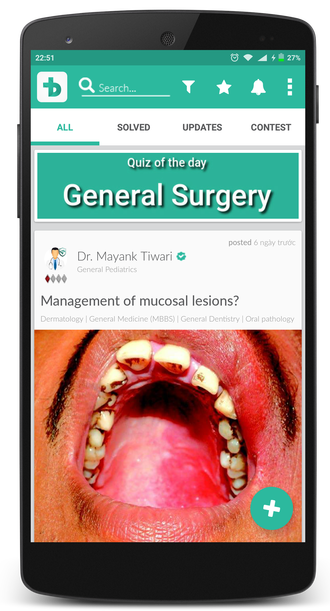 22:51
27%
Search...
ALL
SOLVED
UPDATES
CONTEST
Quiz of the day
General Surgery
posted 6 ngày trước
Dr. Mayank Tiwari
General Pediatrics
Management of mucosal lesions?
Dermatology | General Medicine (MBBS) | General Dentistry | Oral pathology